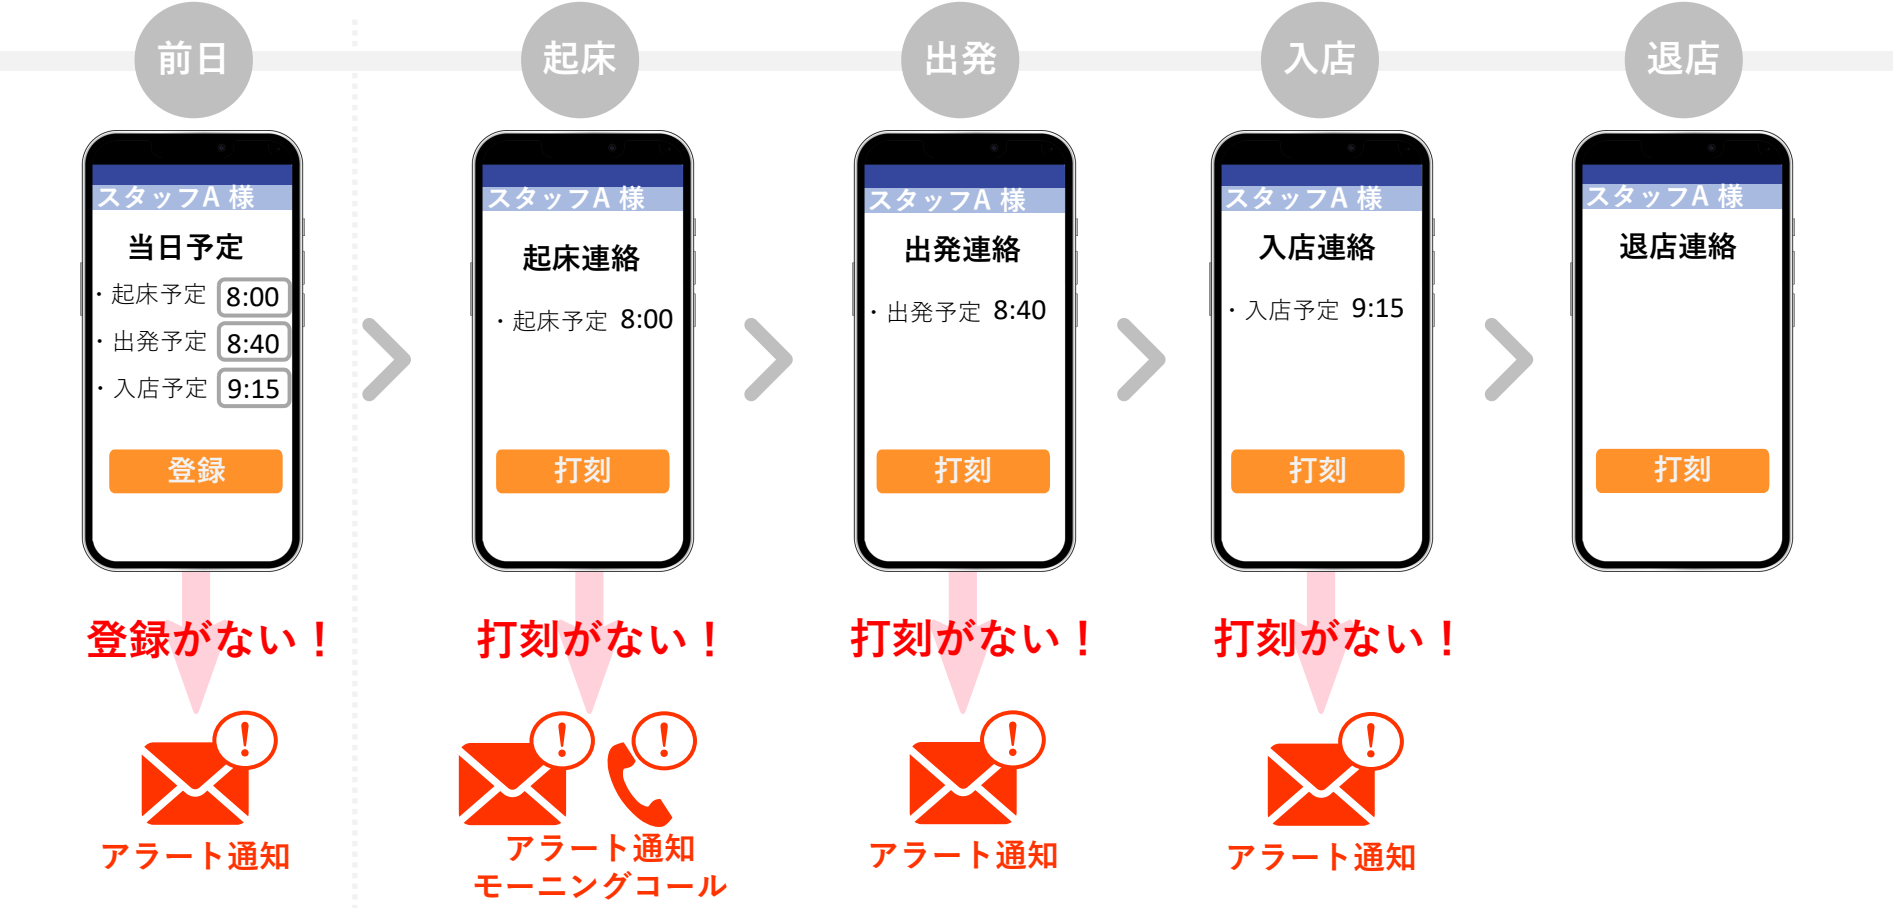 前日
起床
出発
入店
退店
スタッフA 様
当日予定
・起床予定 8:00
・出発予定 8:40
・入店予定 9:15
登録
スタッフA 様
起床連絡
・起床予定 8:00
打刻
スタッフA 様
出発連絡
・出発予定 8:40
打刻
スタッフA 様
入店連絡
・入店予定 9:15
打刻
スタッフA 様
退店連絡
打刻
登録がない！
打刻がない！
打刻がない！
打刻がない！
!
!
!
!
!
アラート通知
アラート通知
モーニングコール
アラート通知
アラート通知